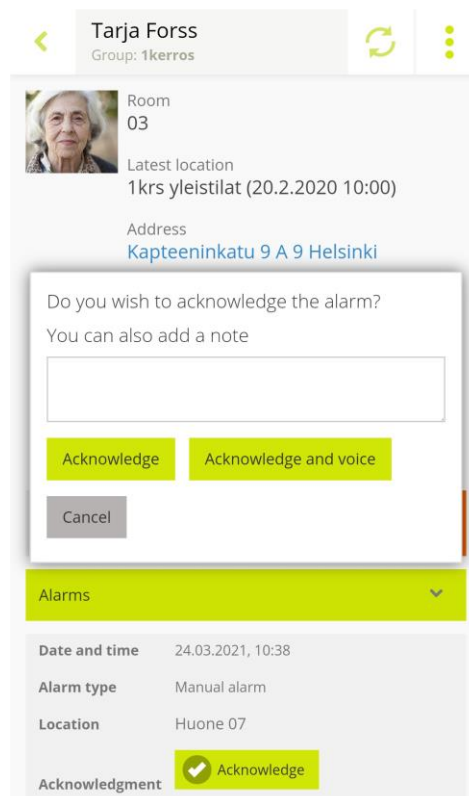 Tarja Forss
Group: 1kerros
Room
03
Latest location
1krs yleistilat (20.2.2020 10:00)
Address
Kapteeninkatu 9 A 9 Helsinki
Do you wish to acknowledge the alarm?
You can also add a note
Acknowledge
Acknowledge and voice
Cancel
Alarms
Date and time 24.03.2021, 10:38
Alarm type Manual alarm
Location Huone 07
Acknowledgment Acknowledge